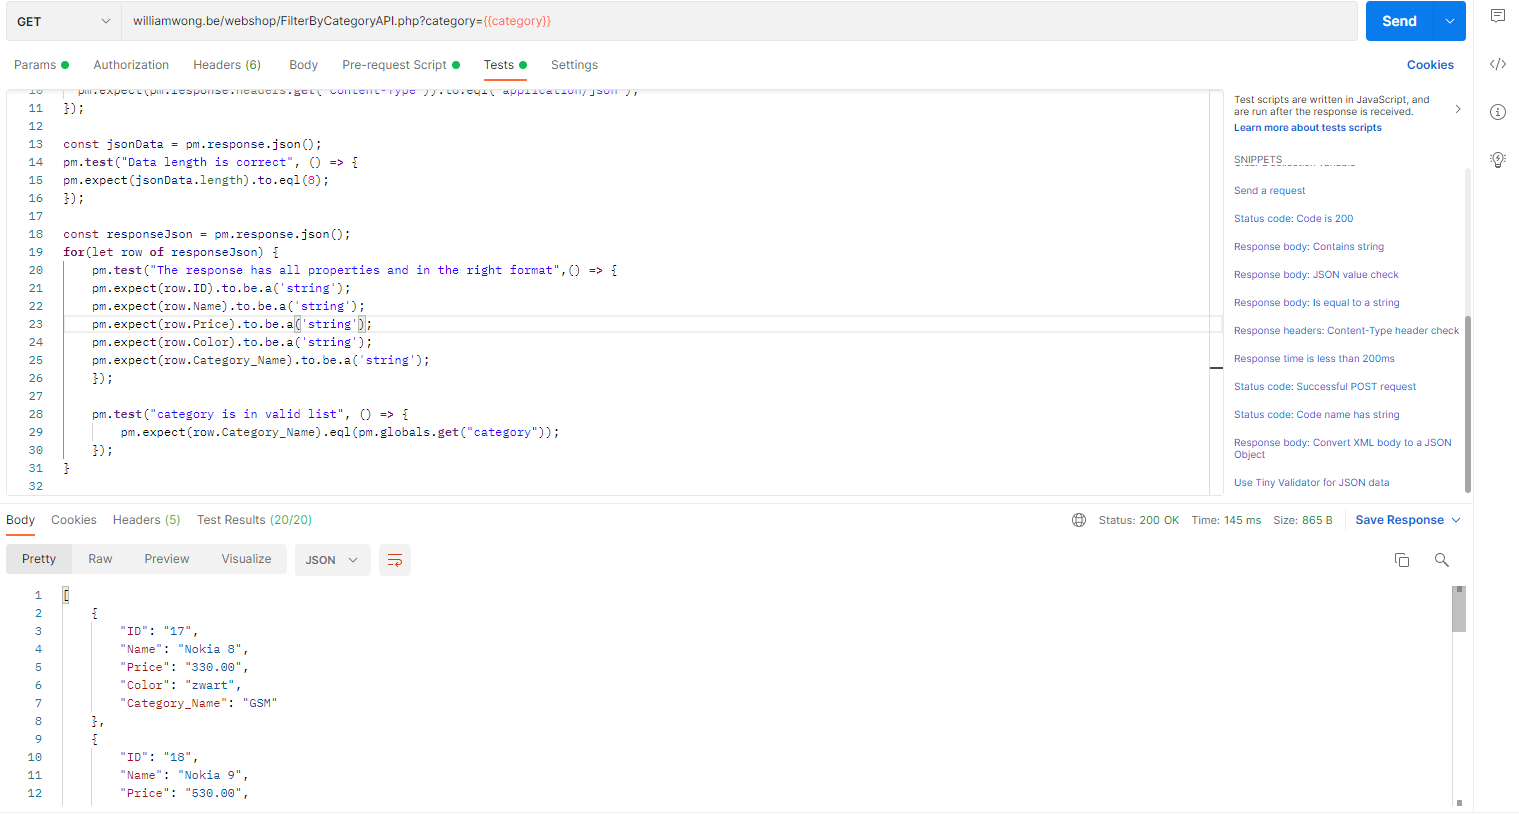 GET
williamwong.be/webshop/FilterByCategoryAPI.php?category={{category}}
Send
Params
Authorization
Headers (6)
Body
Pre-request Script
Tests
Settings
Cookies
10 pm.expect(pm.response.headers.get("Content-Type")).to.eql("application/json");
11 });
12
13 const jsonData = pm.response.json();
14 pm.test("Data length is correct", () => {
15 pm.expect(jsonData.length).to.eql(8);
16 });
17
18 const responseJson = pm.response.json();
19 for(let row of responseJson) {
20 pm.test("The response has all properties and in the right format",() => {
21 pm.expect(row.ID).to.be.a('string');
22 pm.expect(row.Name).to.be.a('string');
23 pm.expect(row.Price).to.be.a('string');
24 pm.expect(row.Color).to.be.a('string');
25 pm.expect(row.Category_Name).to.be.a('string');
26 });
27
28 pm.test("category is in valid list", () => {
29 pm.expect(row.Category_Name).eql(pm.globals.get("category"));
30 });
31 }
32
Test scripts are written in JavaScript, and
are run after the response is received.
Learn more about tests scripts
SNIPPETS
Send a request
Status code: Code is 200
Response body: Contains string
Response body: JSON value check
Response body: Is equal to a string
Response headers: Content-Type header check
Response time is less than 200ms
Status code: Successful POST request
Status code: Code name has string
Response body: Convert XML body to a JSON
Object
Use Tiny Validator for JSON data
Body
Cookies
Headers (5)
Test Results (20/20)
Status: 200 OK
Time: 145 ms
Size: 865 B
Save Response
Pretty
Raw
Preview
Visualize
JSON
1 [
2 {
3 "ID": "17",
4 "Name": "Nokia 8",
5 "Price": "330.00",
6 "Color": "zwart",
7 "Category_Name": "GSM"
8 },
9 {
10 "ID": "18",
11 "Name": "Nokia 9",
12 "Price": "530.00",